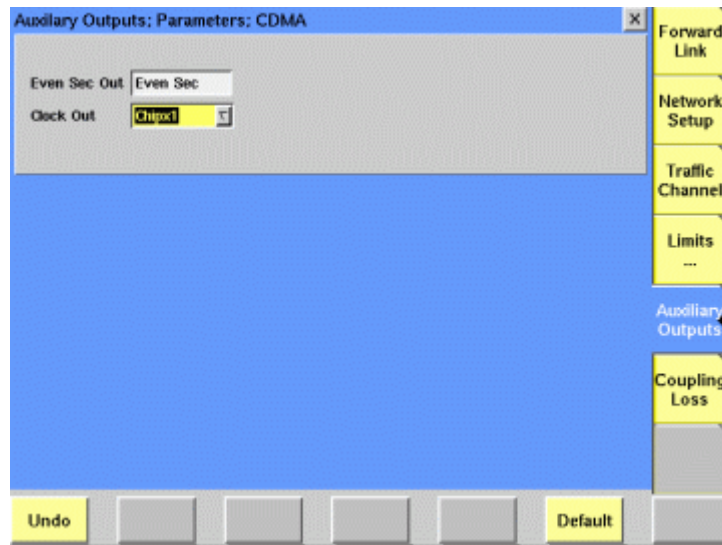 Auxilary Outputs; Parameters; CDMA
Even Sec Out Even Sec
Clock Out Chipx1
Forward
Link
Network
Setup
Traffic
Channel
Limits
...
Auxiliary
Outputs
Coupling
Loss
Undo
Default